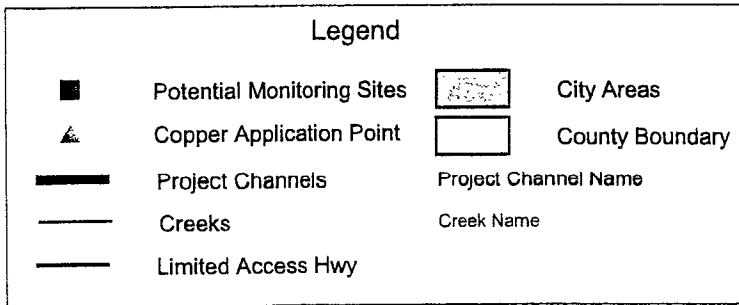 Legend
Potential Monitoring Sites
Copper Application Point
Project Channels
Creeks
Limited Access Hwy
City Areas
County Boundary
Project Channel Name
Creek Name